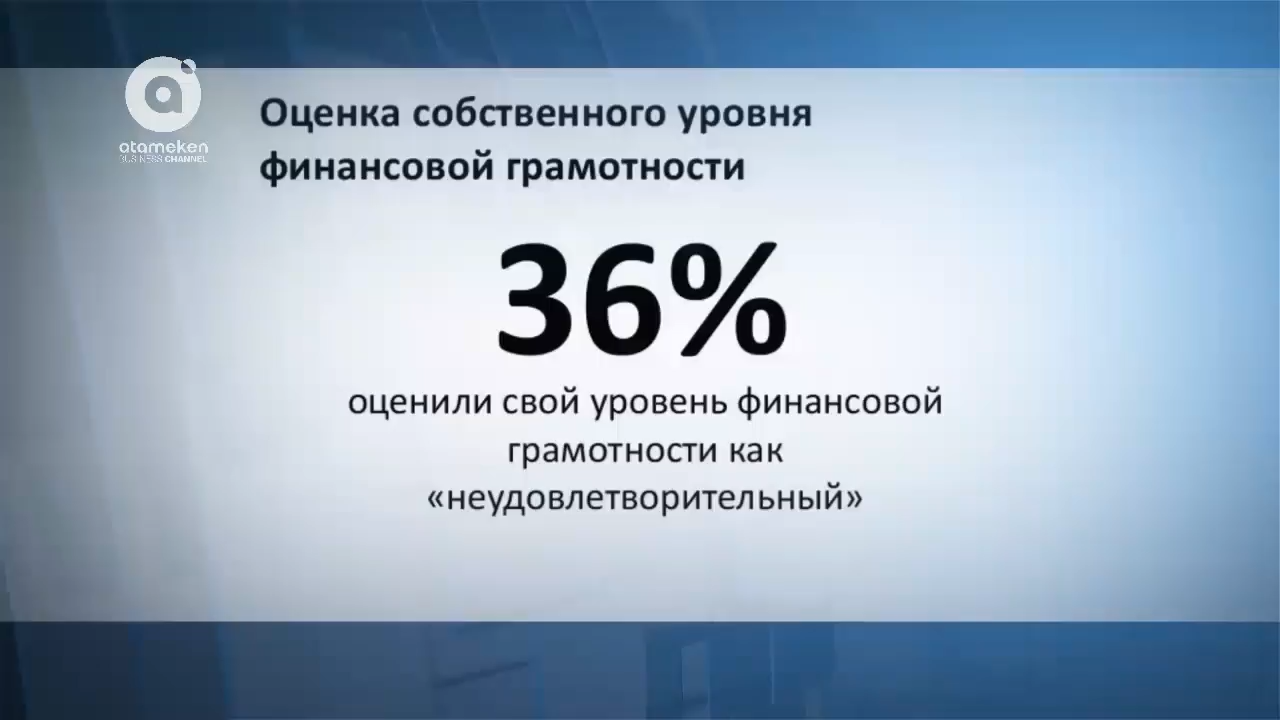 atameken
BUSINESS CHANNEL
Оценка собственного уровня
финансовой грамотности
36%
оценили свой уровень финансовой
грамотности как
«неудовлетворительный»